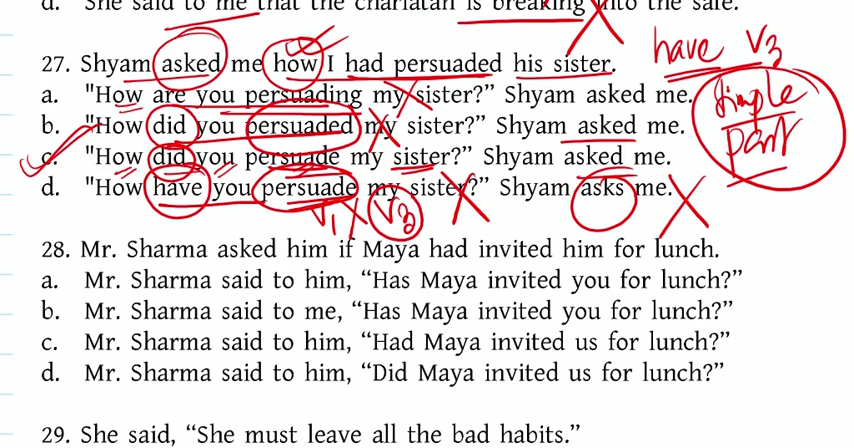 d. She said to me that the charlatan is breaking into the safe.
have V3
27. Shyam asked me how I had persuaded his sister.
a. "How are you persuading my sister?" Shyam asked me.
Simple
b. "How did you persuaded my sister?" Shyam asked me.
past
c. "How did you persuade my sister?" Shyam asked me.
d. "How have you persuade my sister?" Shyam asks me.
V1 V3
28. Mr. Sharma asked him if Maya had invited him for lunch.
a. Mr. Sharma said to him, “Has Maya invited you for lunch?”
b. Mr. Sharma said to me, “Has Maya invited you for lunch?”
c. Mr. Sharma said to him, “Had Maya invited us for lunch?”
d. Mr. Sharma said to him, “Did Maya invited us for lunch?”
29. She said, “She must leave all the bad habits.”